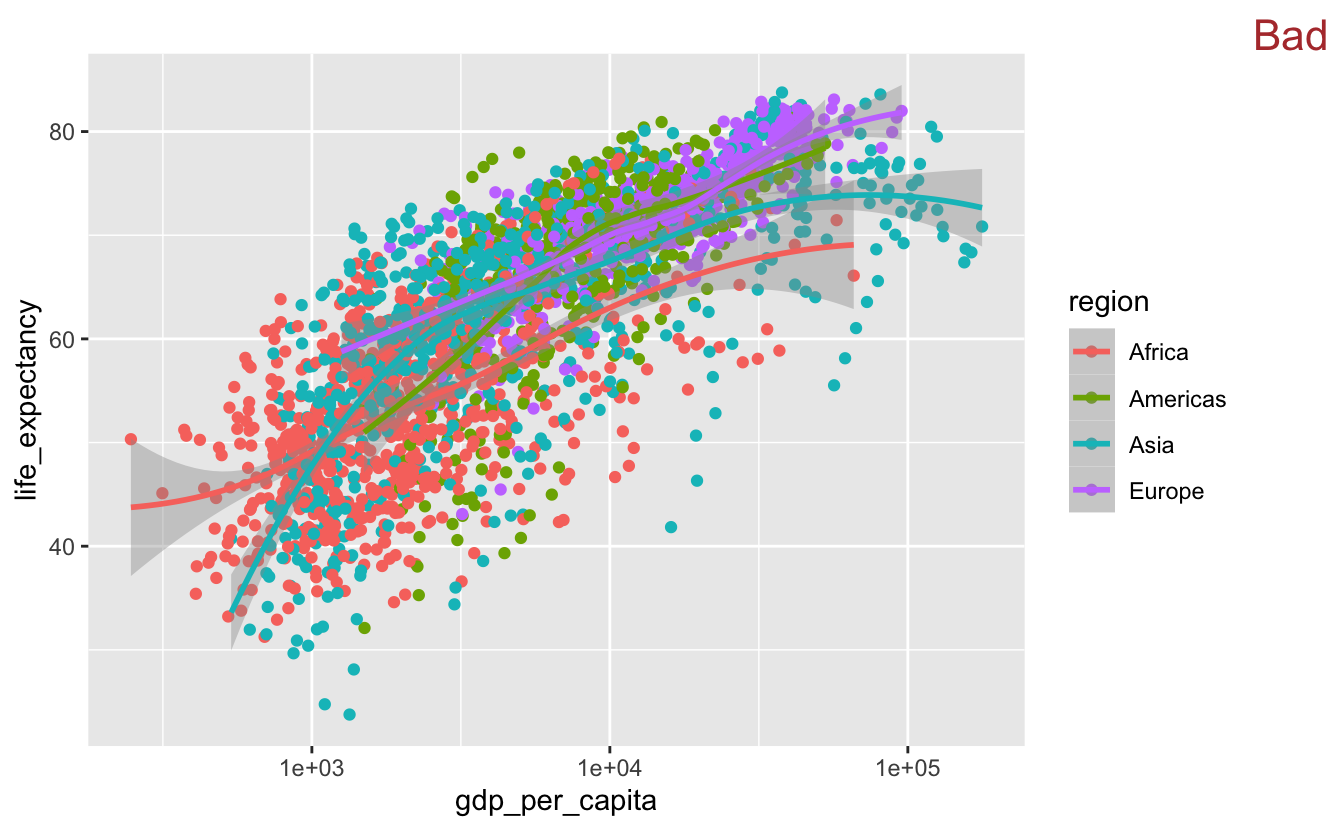 Bad
life_expectancy
80
60
40
1e+03
1e+04
1e+05
gdp_per_capita
region
Africa
Americas
Asia
Europe